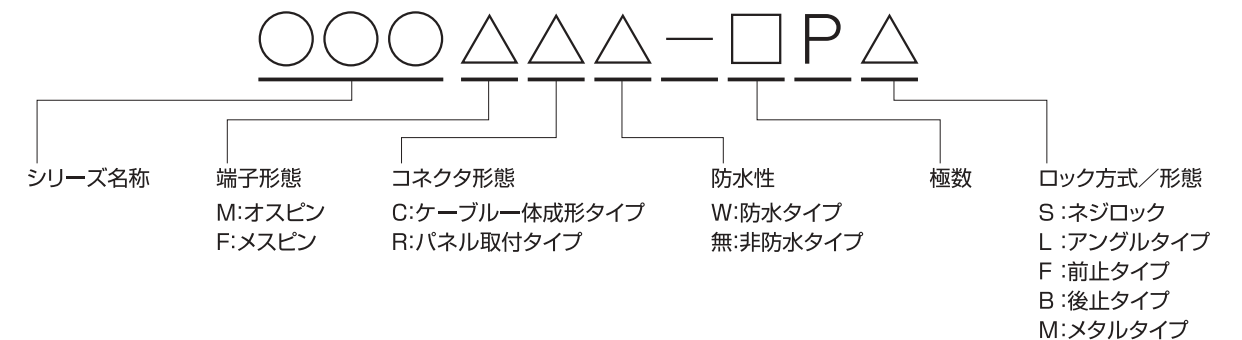 ○○○△△△－□P△
シリーズ名称
端子形態
M:オスピン
F:メスピン
コネクタ形態
C:ケーブル一体成形タイプ
R:パネル取付タイプ
防水性
W:防水タイプ
無:非防水タイプ
極数
ロック方式／形態
S:ネジロック
L:アングルタイプ
F:前止タイプ
B:後止タイプ
M:メタルタイプ